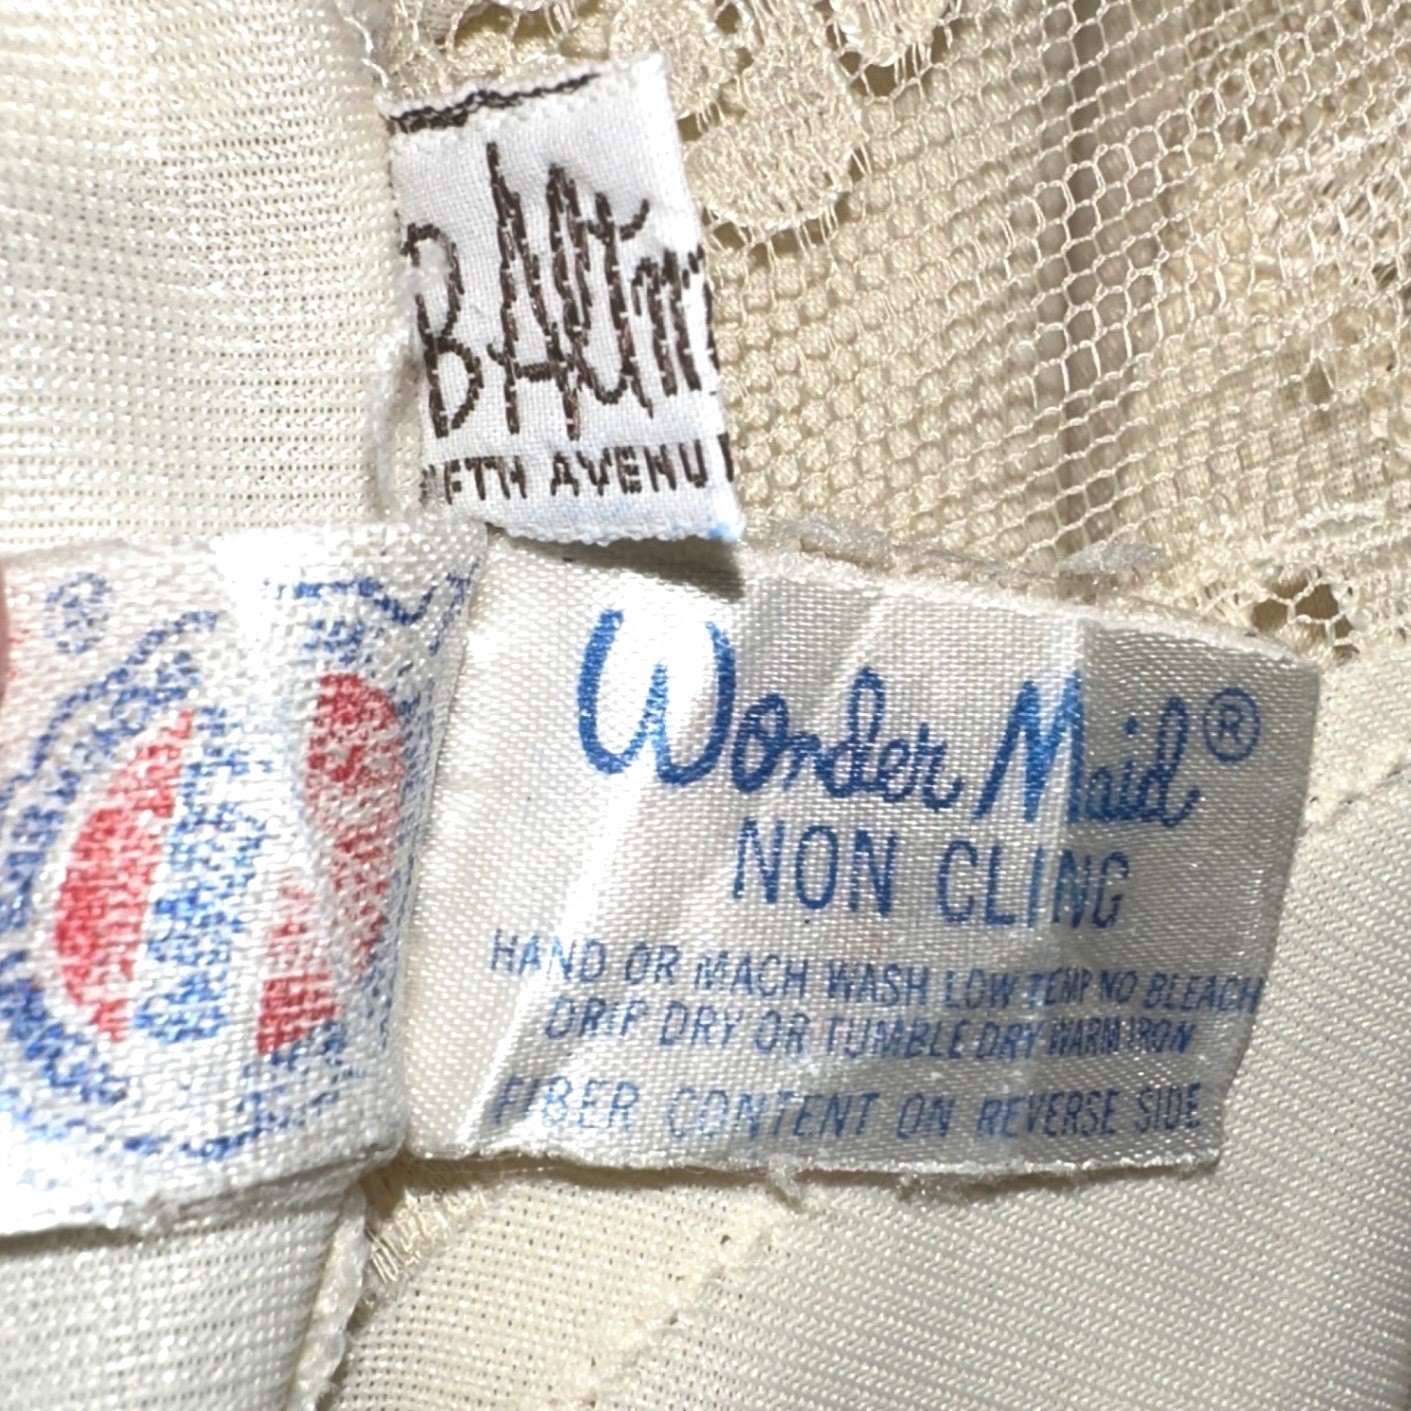 B Altm
FTH AVENU
Wonder Maid®
NON CLING
HAND OR MACH WASH LOW TEMP NO BLEACH
DRIP DRY OR TUMBLE DRY WARM IRON
FIBER CONTENT ON REVERSE SIDE